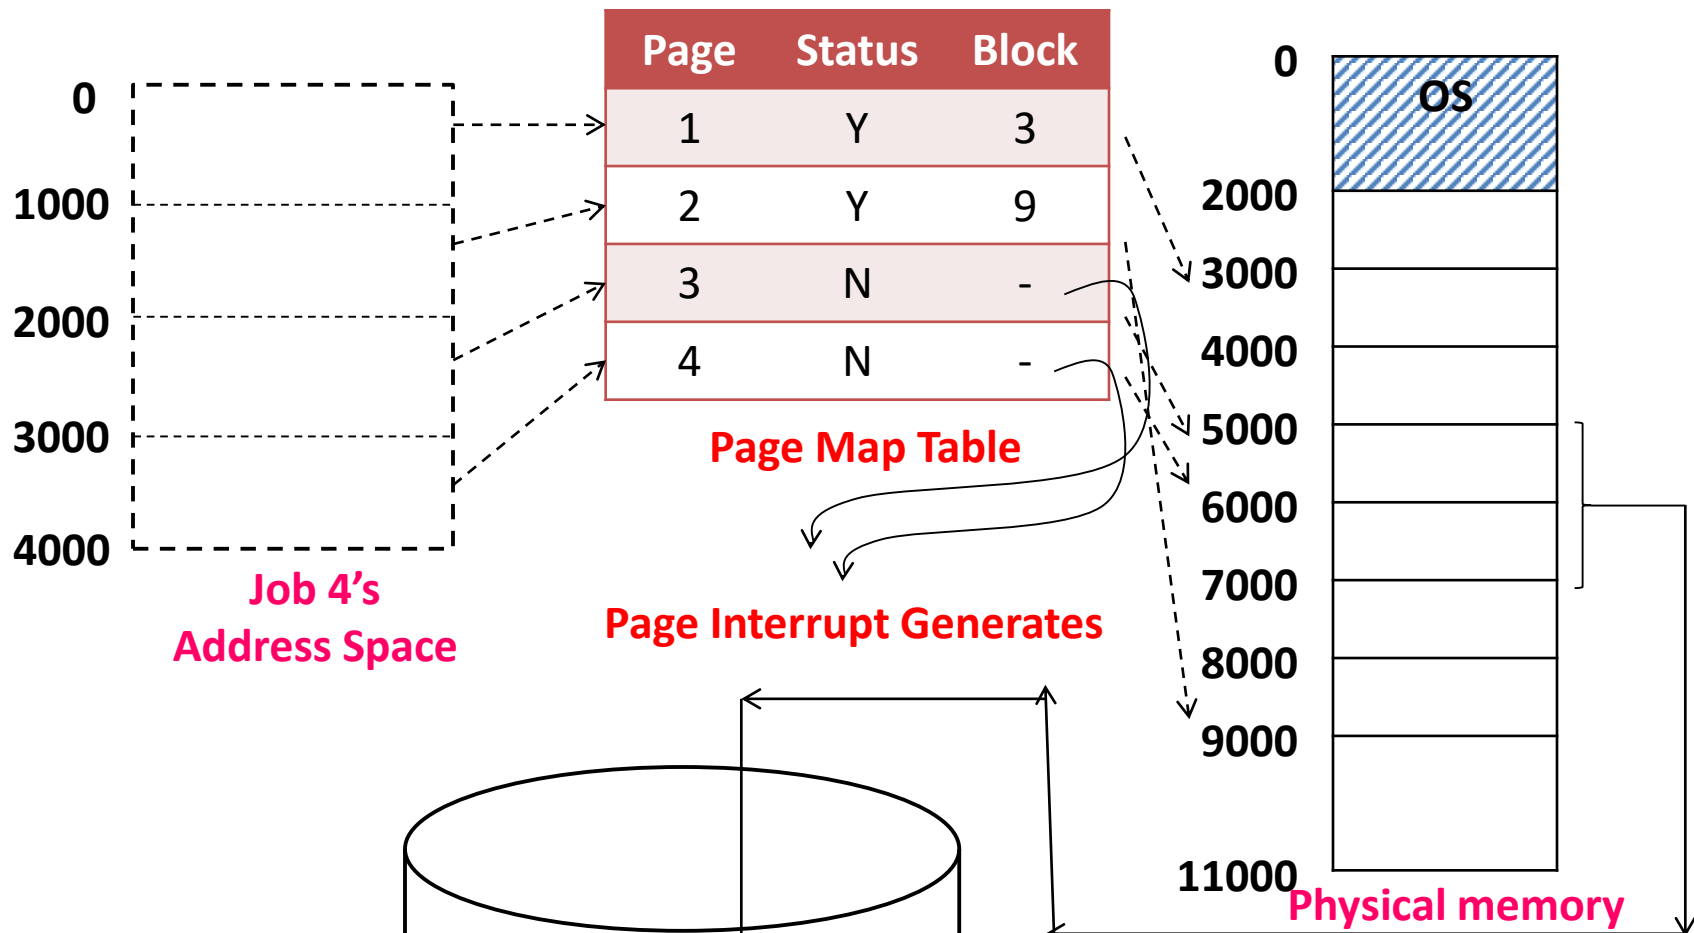 Page Status Block
1 Y 3
2 Y 9
3 N -
4 N -
Page Map Table
Page Interrupt Generates
0
1000
2000
3000
4000
Job 4’s
Address Space
0
OS
2000
3000
4000
5000
6000
7000
8000
9000
11000
Physical memory